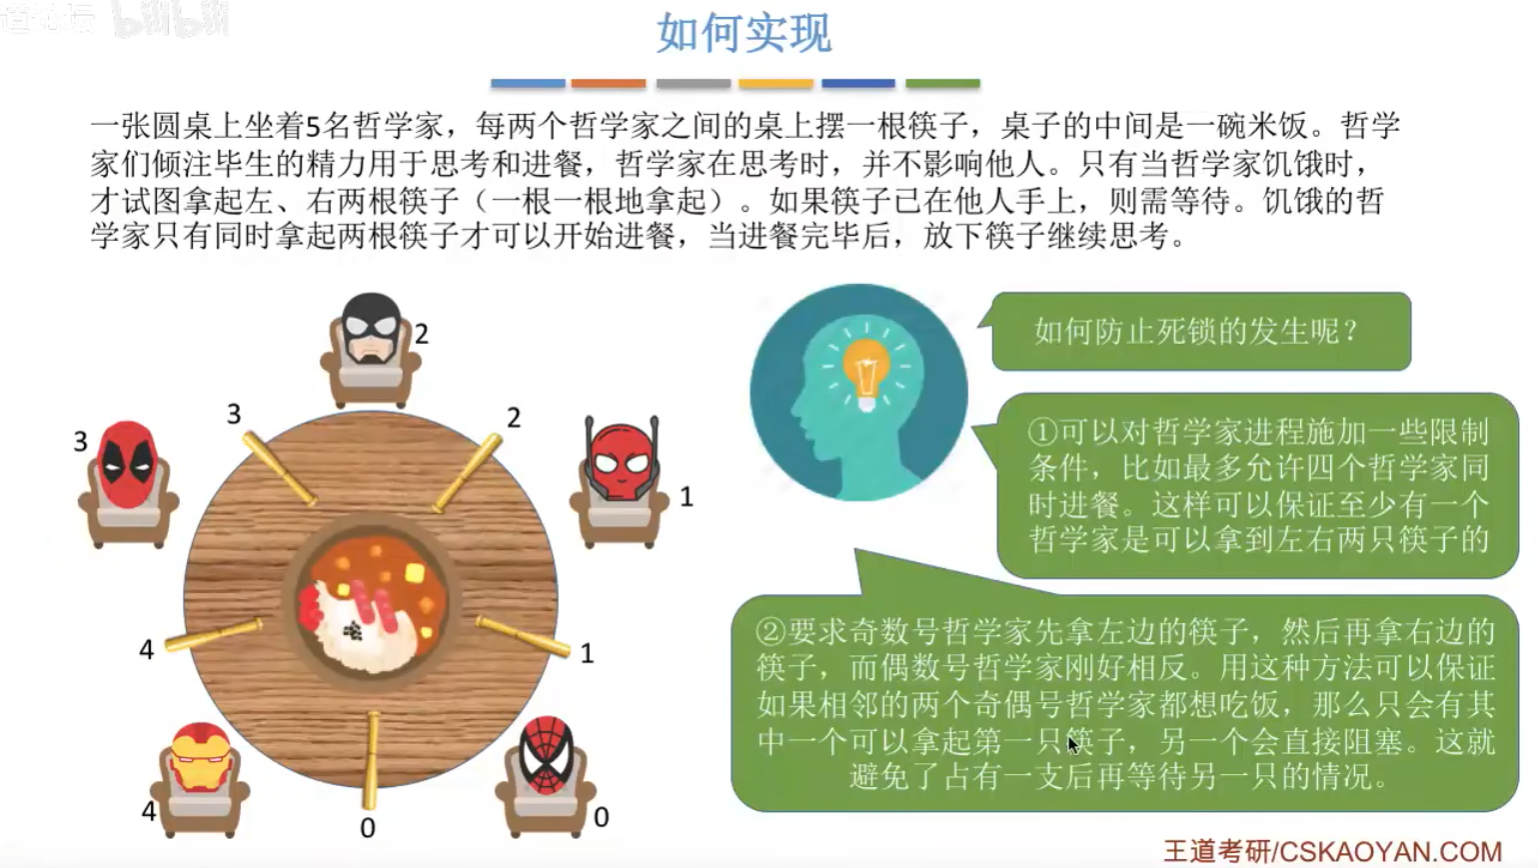 道论坛 bilibili
如何实现
一张圆桌上坐着5名哲学家，每两个哲学家之间的桌上摆一根筷子，桌子的中间是一碗米饭。哲学
家们倾注毕生的精力用于思考和进餐，哲学家在思考时，并不影响他人。只有当哲学家饥饿时，
才试图拿起左、右两根筷子（一根一根地拿起）。如果筷子已在他人手上，则需等待。饥饿的哲
学家只有同时拿起两根筷子才可以开始进餐，当进餐完毕后，放下筷子继续思考。
2
3
2
3
1
4
1
4
0
0
如何防止死锁的发生呢？
①可以对哲学家进程施加一些限制
条件，比如最多允许四个哲学家同
时进餐。这样可以保证至少有一个
哲学家是可以拿到左右两只筷子的
②要求奇数号哲学家先拿左边的筷子，然后再拿右边的
筷子，而偶数号哲学家刚好相反。用这种方法可以保证
如果相邻的两个奇偶号哲学家都想吃饭，那么只会有其
中一个可以拿起第一只筷子，另一个会直接阻塞。这就
避免了占有一支后再等待另一只的情况。
王道考研/CSKAOYAN.COM